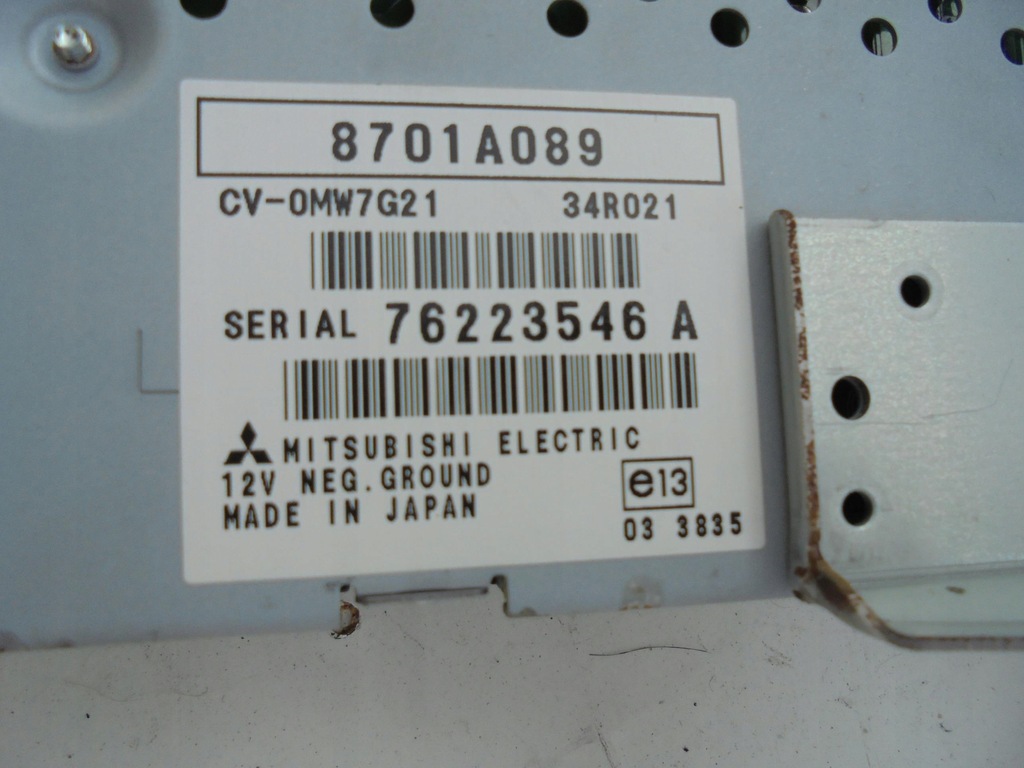 8701A089
CV-0MW7G21 34R021
SERIAL 76223546 A
MITSUBISHI ELECTRIC
12V NEG.GROUND
MADE IN JAPAN
e13
03 3835